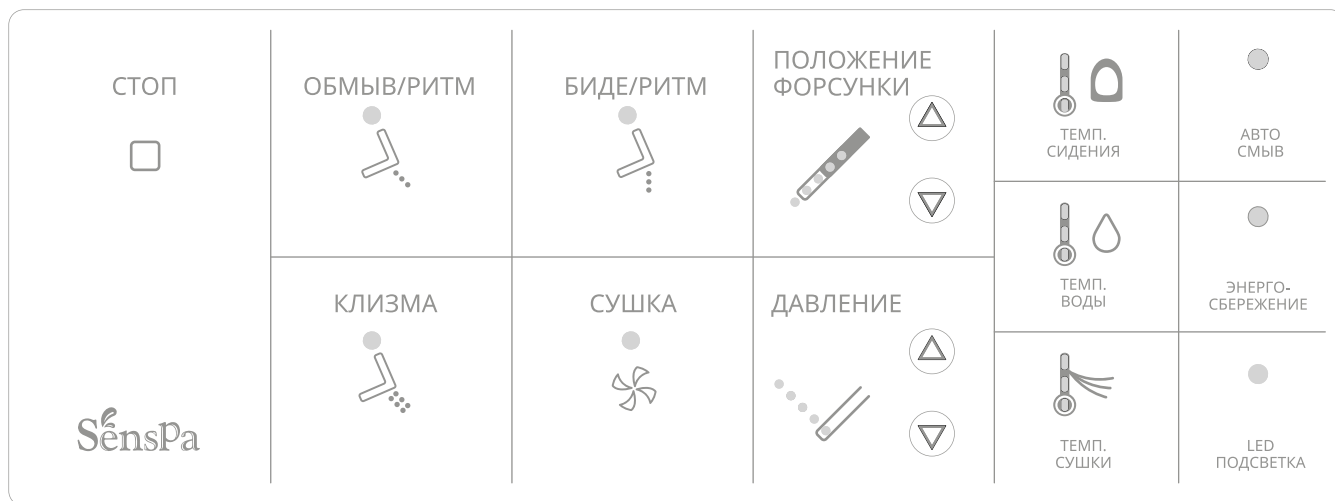 СТОП
SensPa
ОБМЫВ/РИТМ
БИДЕ/РИТМ
ПОЛОЖЕНИЕ
ФОРСУНКИ
КЛИЗМА
СУШКА
ДАВЛЕНИЕ
ТЕМП.
СИДЕНИЯ
АВТО
СМЫВ
ТЕМП.
ВОДЫ
ЭНЕРГО-
СБЕРЕЖЕНИЕ
ТЕМП.
СУШКИ
LED
ПОДСВЕТКА